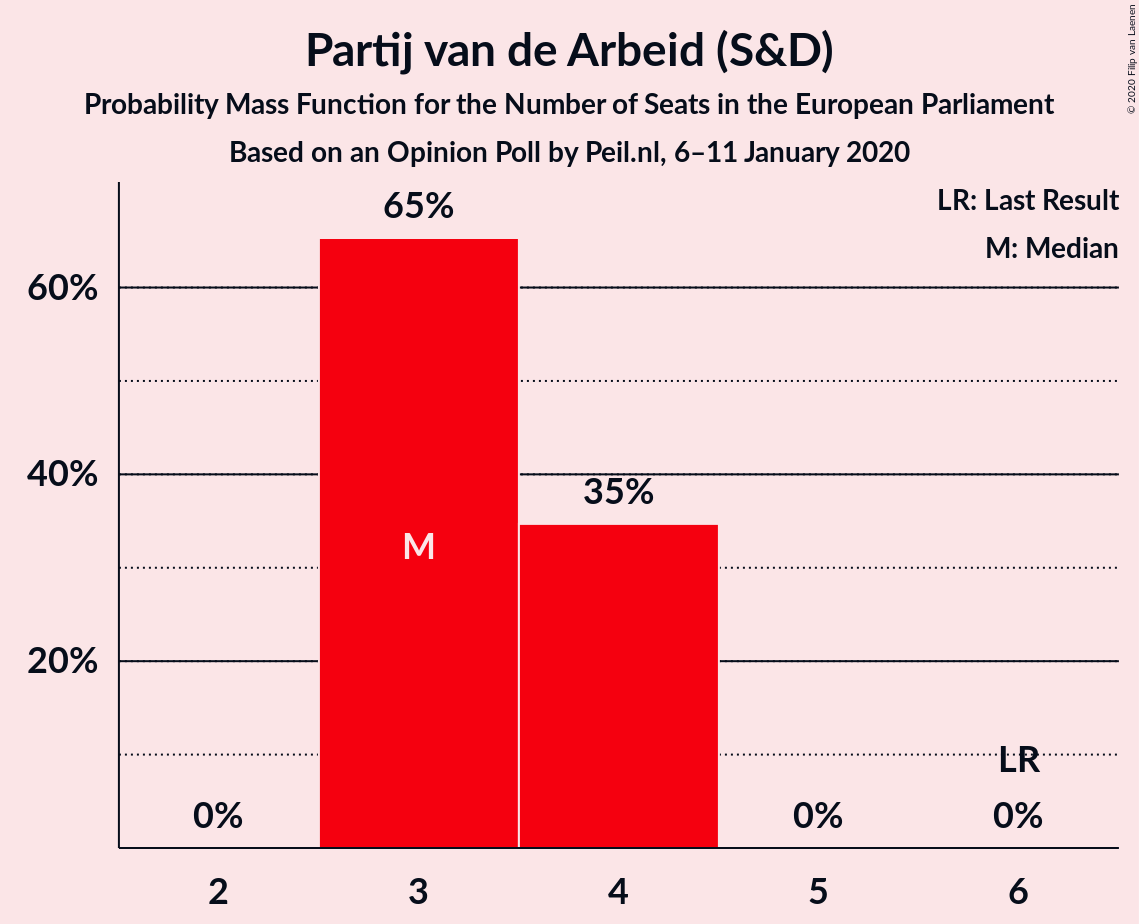 Partij van de Arbeid (S&D)
Probability Mass Function for the Number of Seats in the European Parliament
Based on an Opinion Poll by Peil.nl, 6–11 January 2020
© 2020 Filip van Laenen
LR: Last Result
M: Median
65%
60%
40%
35%
M
20%
LR
0%
0%
0%
2
3
4
5
6